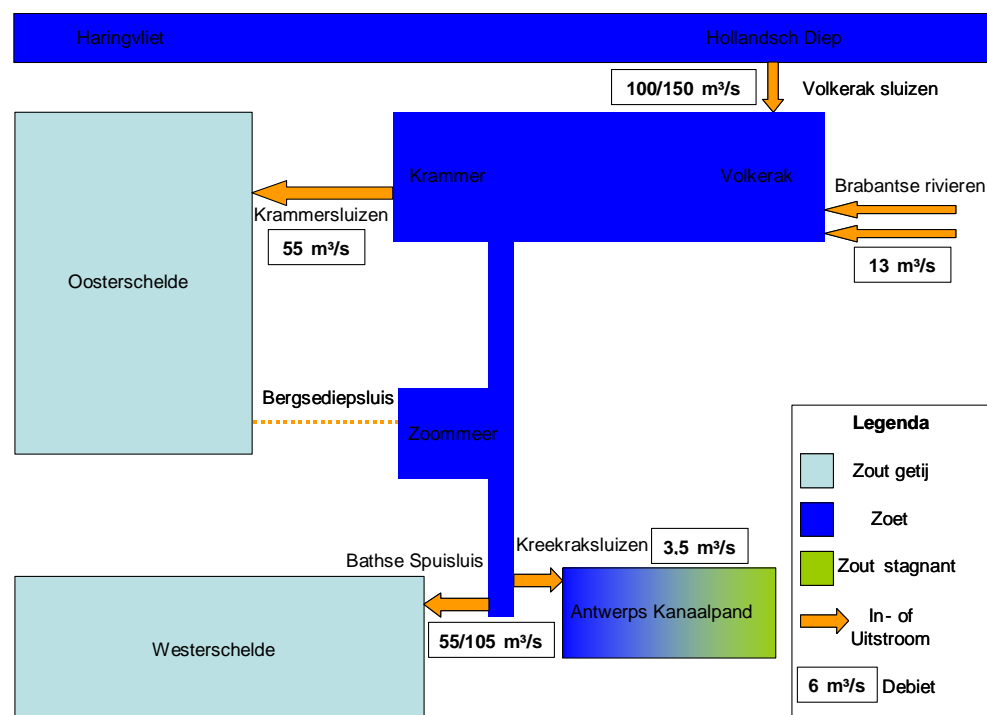 Haringvliet
Hollandsch Diep
100/150 m³/s
Volkerak sluizen
Krammer
Volkerak
Brabantse rivieren
Krammersluizen
55 m³/s
13 m³/s
Oosterschelde
Bergsediepsluis
Zoommeer
Legenda
Zout getij
Zoet
Zout stagnant
In- of
Uitstroom
6 m³/s
Debiet
Kreekraksluizen
3,5 m³/s
Bathse Spuisluis
Antwerps Kanaalpand
55/105 m³/s
Westerschelde